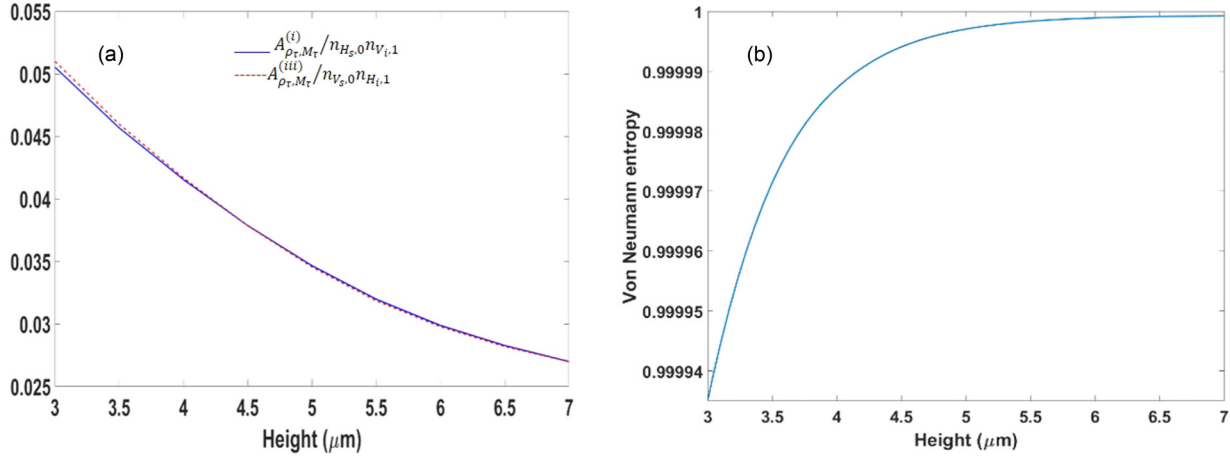 (a)
A^{(i)}_{ρ_τ,M_τ}/n_{H_s,0}n_{V_i,1}
A^{(iii)}_{ρ_τ,M_τ}/n_{V_s,0}n_{H_i,1}
0.055
0.05
0.045
0.04
0.035
0.03
0.025
3 3.5 4 4.5 5 5.5 6 6.5 7
Height (μm)
(b)
Von Neumann entropy
1
0.99999
0.99998
0.99997
0.99996
0.99995
0.99994
3 3.5 4 4.5 5 5.5 6 6.5 7
Height (μm)